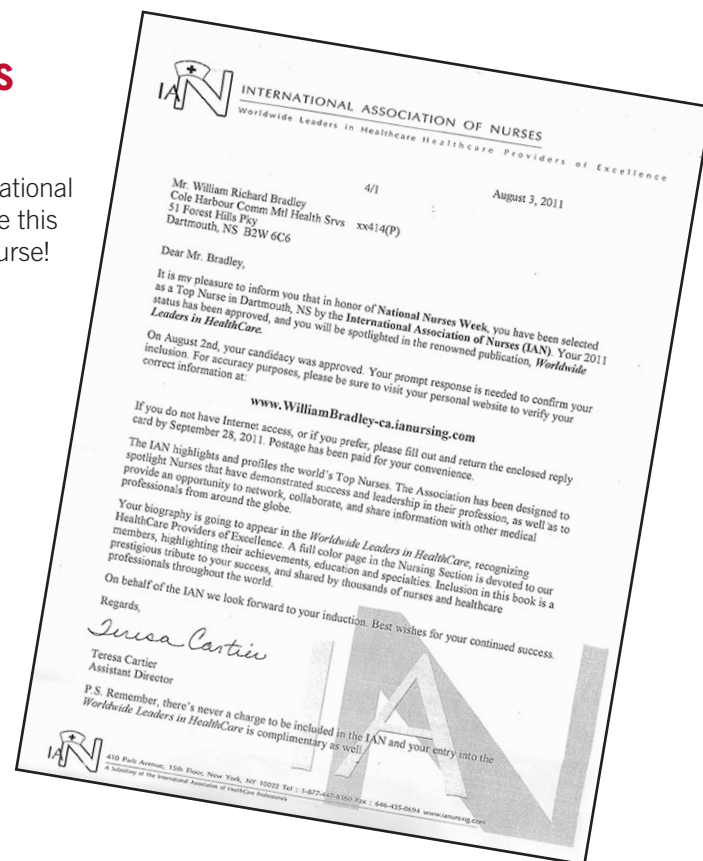 s
ational
e this
urse!
IAN
INTERNATIONAL ASSOCIATION OF NURSES
Worldwide Leaders in Healthcare Healthcare Providers of Excellence
4/1
August 3, 2011
Mr. William Richard Bradley
Cole Harbour Comm Mtl Health Srvs xx414(P)
51 Forest Hills Pky
Dartmouth, NS B2W 6C6
Dear Mr. Bradley,
It is my pleasure to inform you that in honor of National Nurses Week, you have been selected
as a Top Nurse in Dartmouth, NS by the International Association of Nurses (IAN). Your 2011
status has been approved, and you will be spotlighted in the renowned publication, Worldwide
Leaders in HealthCare.
On August 2nd, your candidacy was approved. Your prompt response is needed to confirm your
inclusion. For accuracy purposes, please be sure to visit your personal website to verify your
correct information at:
www.WilliamBradley-ca.ianursing.com
If you do not have Internet access, or if you prefer, please fill out and return the enclosed reply
card by September 28, 2011. Postage has been paid for your convenience.
The IAN highlights and profiles the world's Top Nurses. The Association has been designed to
spotlight Nurses that have demonstrated success and leadership in their profession, as well as to
provide an opportunity to network, collaborate, and share information with other medical
professionals from around the globe.
Your biography is going to appear in the Worldwide Leaders in HealthCare, recognizing
HealthCare Providers of Excellence. A full color page in the Nursing Section is devoted to our
members, highlighting their achievements, education and specialties. Inclusion in this book is a
prestigious tribute to your success, and shared by thousands of nurses and healthcare
professionals throughout the world.
On behalf of the IAN we look forward to your induction. Best wishes for your continued success.
Regards,
Teresa Cartier
Teresa Cartier
Assistant Director
P.S. Remember, there's never a charge to be included in the IAN and your entry into the
Worldwide Leaders in HealthCare is complimentary as well.
IAN
IAN
410 Park Avenue, 15th Floor, New York, NY 10022 Tel : 1-877-447-8360 Fax : 646-435-0694 www.ianursing.com
A Subsidiary of The International Association of HealthCare Professionals